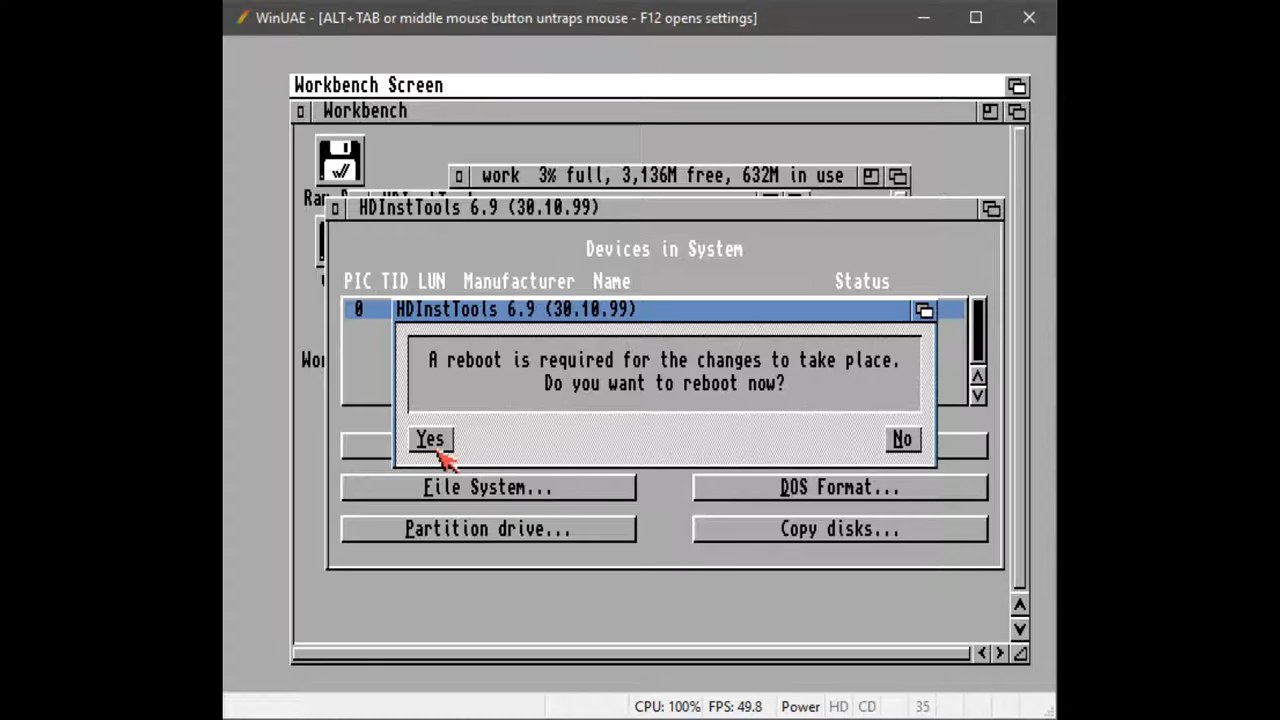 WinUAE - [ALT+TAB or middle mouse button untraps mouse - F12 opens settings]
Workbench Screen
Workbench
work 3% full, 3,136M free, 632M in use
Ra
HDInstTools 6.9 (30.10.99)
Devices in System
PIC TID LUN Manufacturer Name Status
0
HDInstTools 6.9 (30.10.99)
Wo
A reboot is required for the changes to take place.
Do you want to reboot now?
Yes No
File System... DOS Format...
Partition drive... Copy disks...
CPU: 100% FPS: 49.8 Power HD CD 35